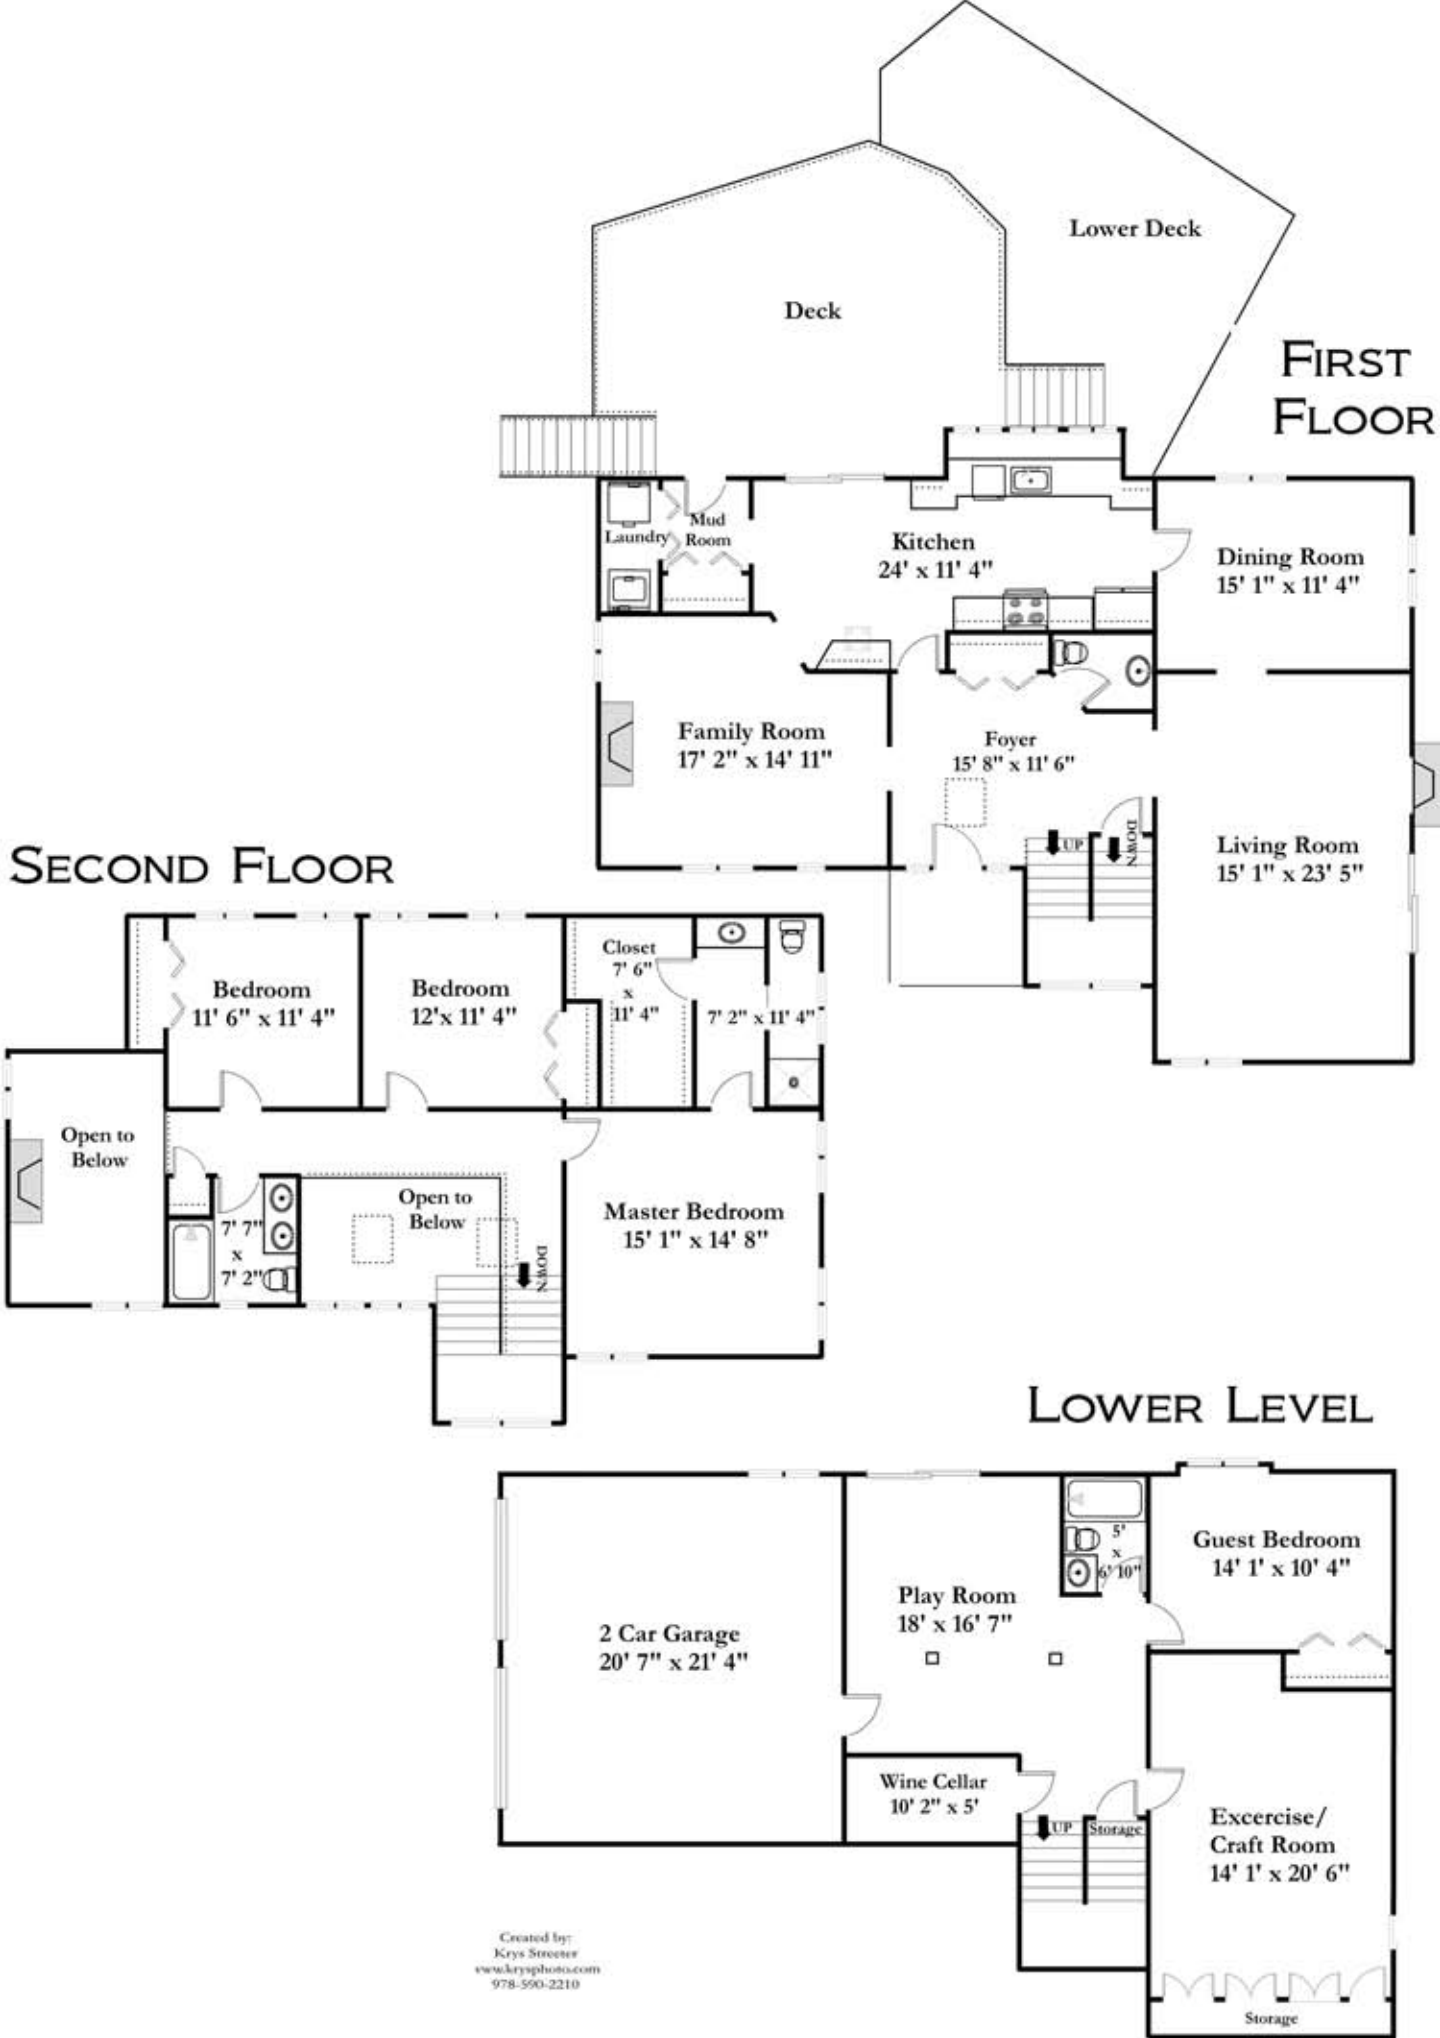 Lower Deck
Deck
FIRST
FLOOR
Laundry
Mud
Room
Kitchen
24' x 11' 4"
Dining Room
15' 1" x 11' 4"
Family Room
17' 2" x 14' 11"
Foyer
15' 8" x 11' 6"
UP
DOWN
Living Room
15' 1" x 23' 5"
SECOND FLOOR
Bedroom
11' 6" x 11' 4"
Bedroom
12'x 11' 4"
Closet
7' 6"
x
11' 4"
7' 2" x 11' 4"
Open to
Below
Open to
Below
7' 7"
x
7' 2"
DOWN
Master Bedroom
15' 1" x 14' 8"
LOWER LEVEL
2 Car Garage
20' 7" x 21' 4"
Play Room
18' x 16' 7"
5'
x
6' 10"
Guest Bedroom
14' 1' x 10' 4"
Wine Cellar
10' 2" x 5'
UP
Storage
Excercise/
Craft Room
14' 1' x 20' 6"
Storage
Created by:
Krys Streeter
www.krysphoto.com
978-590-2210